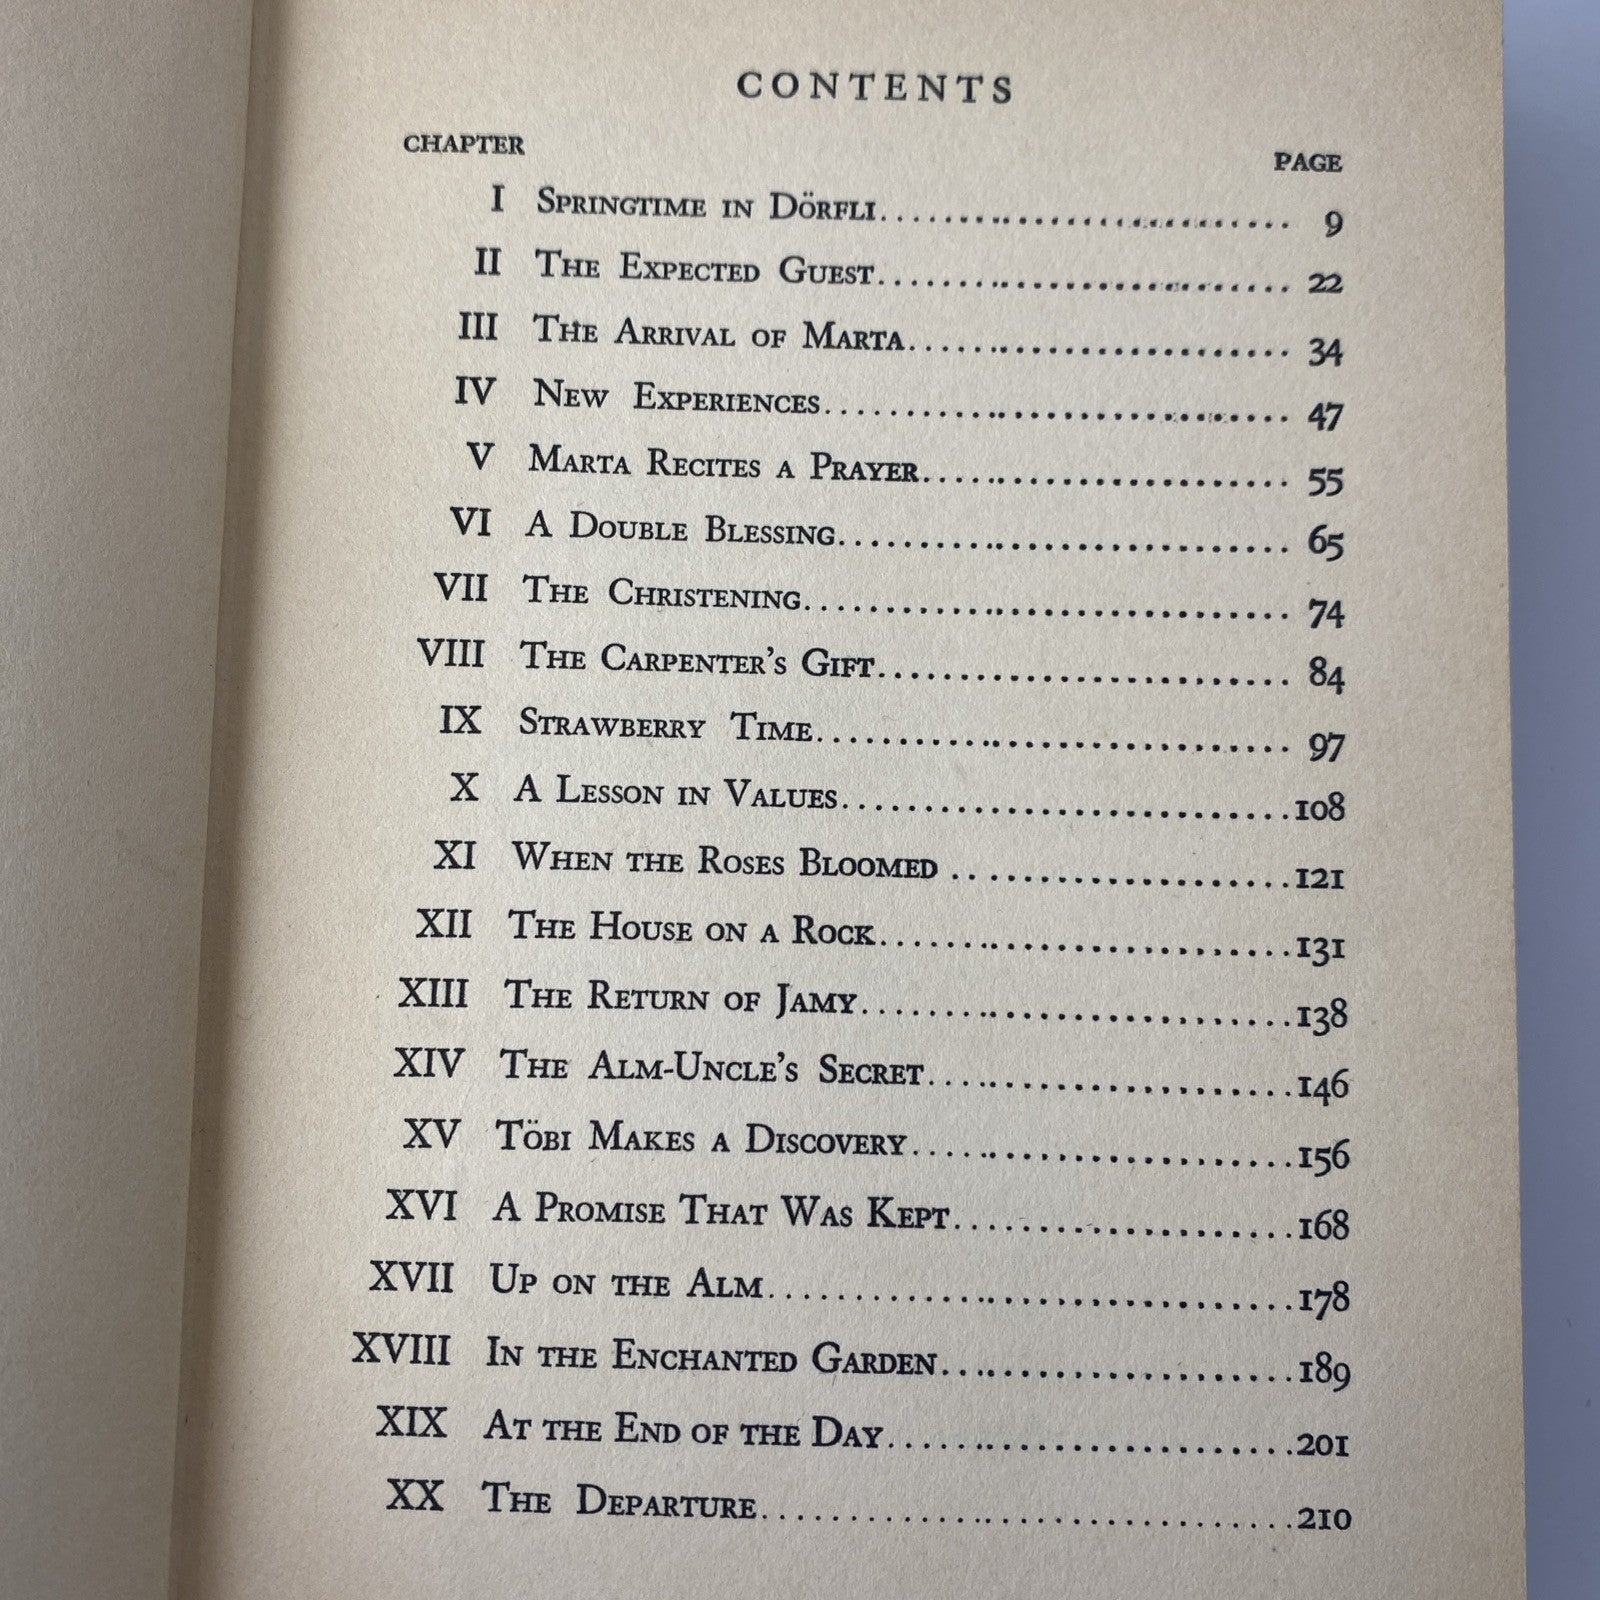 CONTENTS
CHAPTER PAGE
I SPRINGTIME IN DÖRFLI 9
II THE EXPECTED GUEST 22
III THE ARRIVAL OF MARTA 34
IV NEW EXPERIENCES 47
V MARTA RECITES A PRAYER 55
VI A DOUBLE BLESSING 65
VII THE CHRISTENING 74
VIII THE CARPENTER'S GIFT 84
IX STRAWBERRY TIME 97
X A LESSON IN VALUES 108
XI WHEN THE ROSES BLOOMED 121
XII THE HOUSE ON A ROCK 131
XIII THE RETURN OF JAMY 138
XIV THE ALM-UNCLE'S SECRET 146
XV TÖBI MAKES A DISCOVERY 156
XVI A PROMISE THAT WAS KEPT 168
XVII UP ON THE ALM 178
XVIII IN THE ENCHANTED GARDEN 189
XIX AT THE END OF THE DAY 201
XX THE DEPARTURE 210